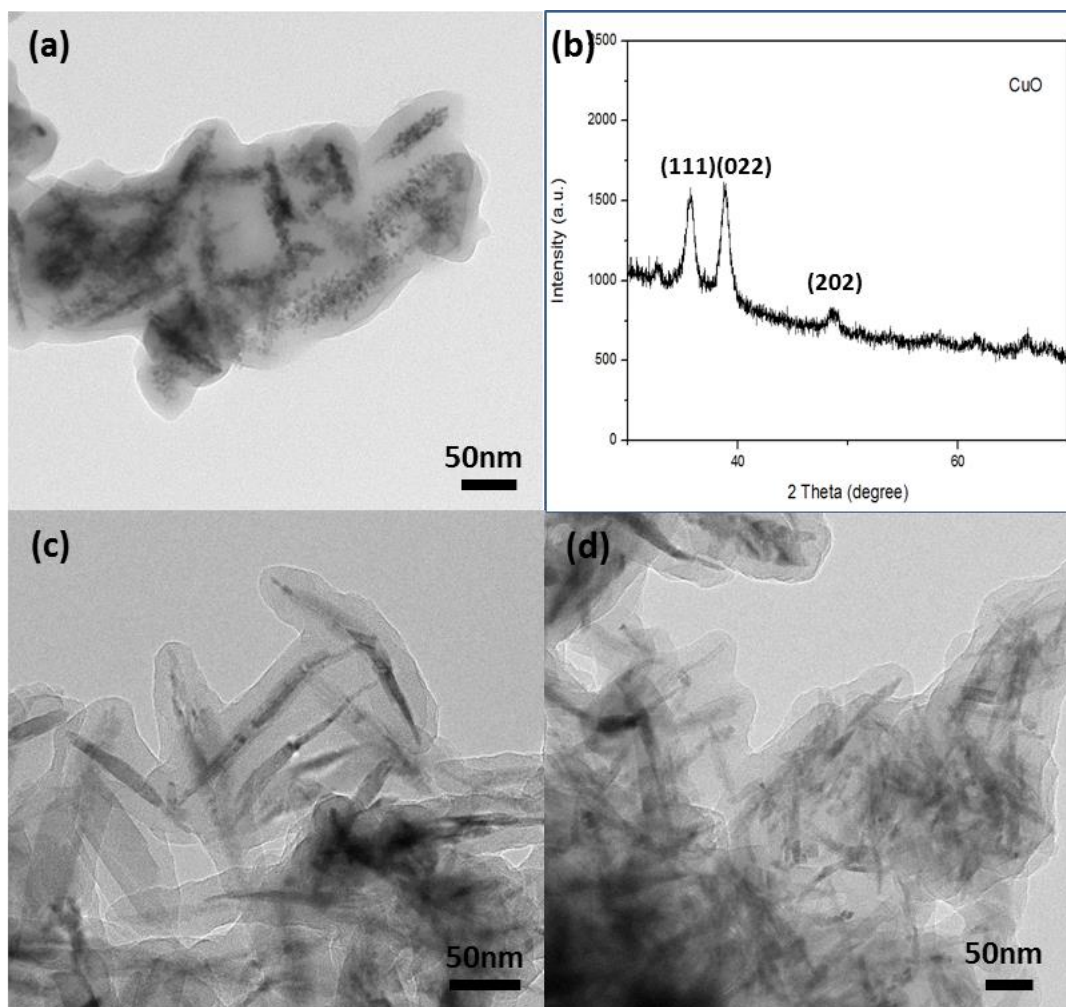 (a)
50nm
(b)
2500
2000
1500
1000
500
0
Intensity (a.u.)
CuO
(111)(022)
(202)
40
60
2 Theta (degree)
(c)
50nm
(d)
50nm